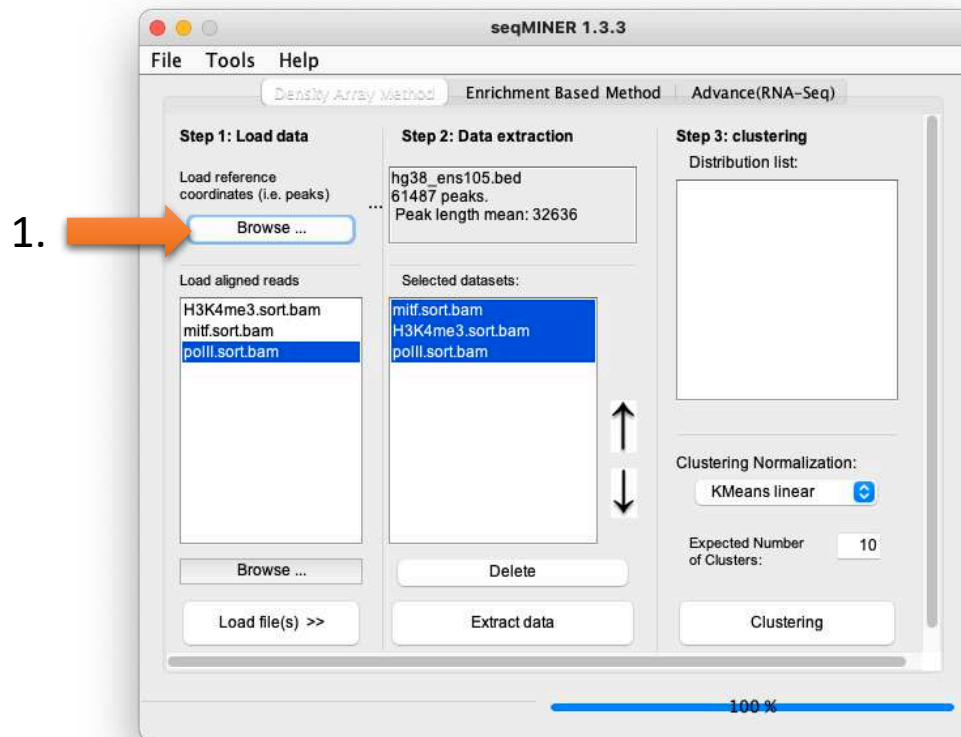 seqMINER 1.3.3
File Tools Help
Density Array Method Enrichment Based Method Advance(RNA-Seq)
Step 1: Load data
Load reference
coordinates (i.e. peaks)
...
1.
Browse ...
Load aligned reads
H3K4me3.sort.bam
mitf.sort.bam
polII.sort.bam
Browse ...
Load file(s) >>
Step 2: Data extraction
hg38_ens105.bed
61487 peaks.
Peak length mean: 32636
Selected datasets:
mitf.sort.bam
H3K4me3.sort.bam
polII.sort.bam
↑
↓
Delete
Extract data
Step 3: clustering
Distribution list:
Clustering Normalization:
KMeans linear
Expected Number
of Clusters:
10
Clustering
100 %